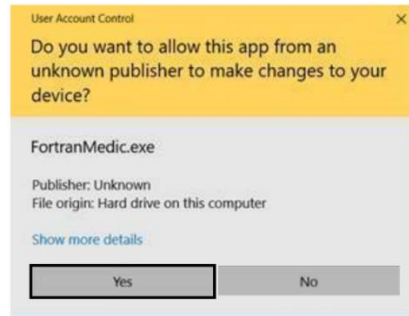 User Account Control
Do you want to allow this app from an
unknown publisher to make changes to your
device?
FortranMedic.exe
Publisher: Unknown
File origin: Hard drive on this computer
Show more details
Yes
No